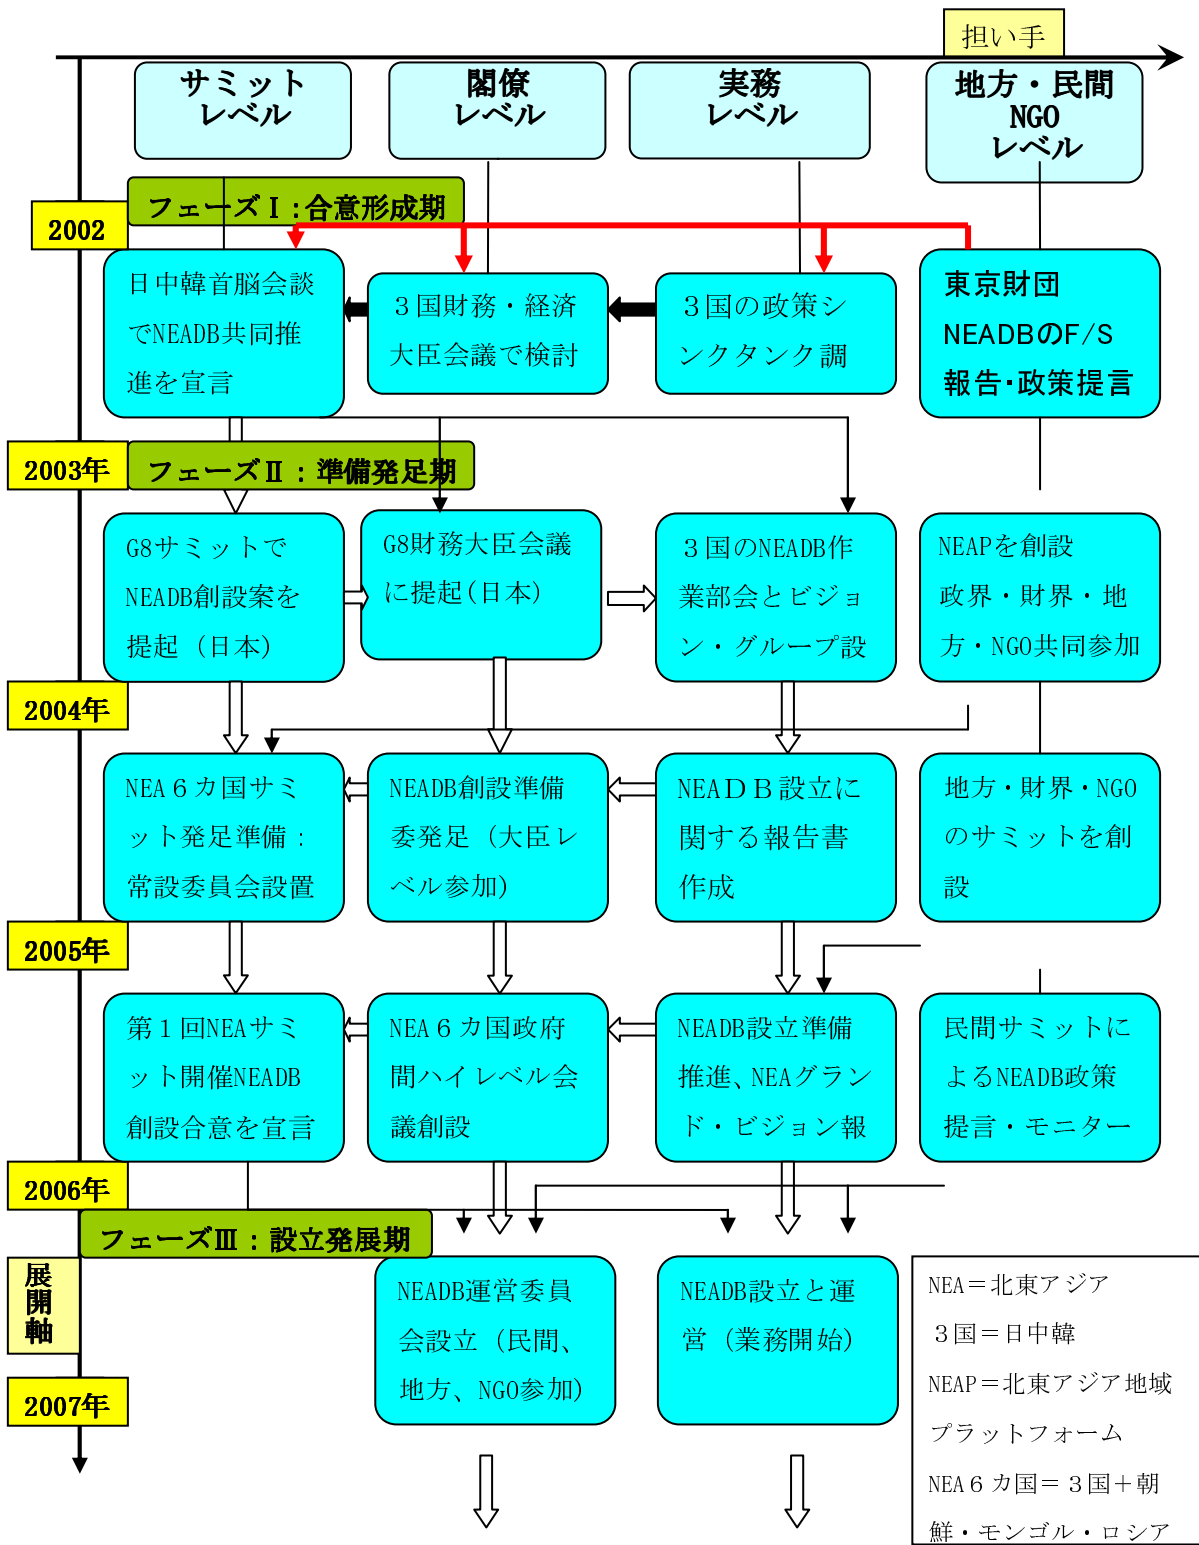 担い手
サミット
レベル
閣僚
レベル
実務
レベル
地方・民間
NGO
レベル
フェーズⅠ：合意形成期
2002
日中韓首脳会談
でNEADB共同推
進を宣言
３国財務・経済
大臣会議で検討
３国の政策シ
ンクタンク調
東京財団
NEADBのF/S
報告・政策提言
2003年
フェーズⅡ：準備発足期
G8サミットで
NEADB創設案を
提起（日本）
G8財務大臣会議
に提起(日本）
３国のNEADB作
業部会とビジョ
ン・グループ設
NEAPを創設
政界・財界・地
方・NGO共同参加
2004年
NEA６カ国サミ
ット発足準備：
常設委員会設置
NEADB創設準備
委発足（大臣レ
ベル参加）
NEAＤＢ設立に
関する報告書
作成
地方・財界・NGO
のサミットを創
設
2005年
第１回NEAサミ
ット開催NEADB
創設合意を宣言
NEA６カ国政府
間ハイレベル会
議創設
NEADB設立準備
推進、NEAグラン
ド・ビジョン報
民間サミットに
よるNEADB政策
提言・モニター
2006年
フェーズⅢ：設立発展期
展
開
軸
NEADB運営委員
会設立（民間、
地方、NGO参加）
NEADB設立と運
営（業務開始）
2007年
NEA＝北東アジア
３国＝日中韓
NEAP＝北東アジア地域
プラットフォーム
NEA６カ国＝３国＋朝
鮮・モンゴル・ロシア